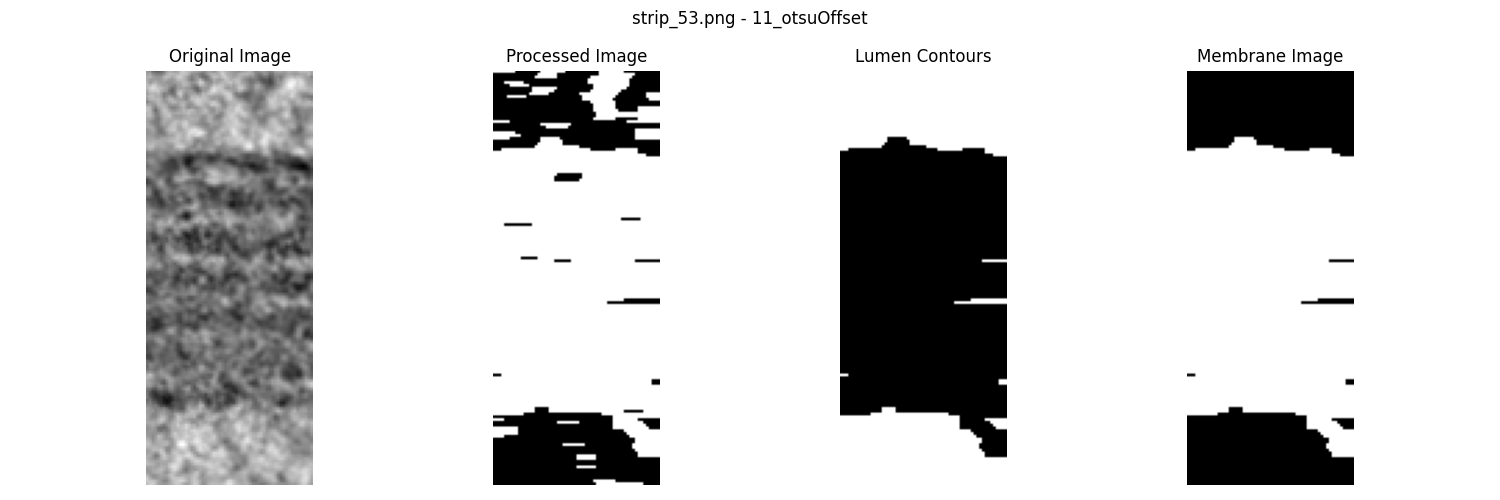 strip_53.png - 11_otsuOffset
Original Image
Processed Image
Lumen Contours
Membrane Image